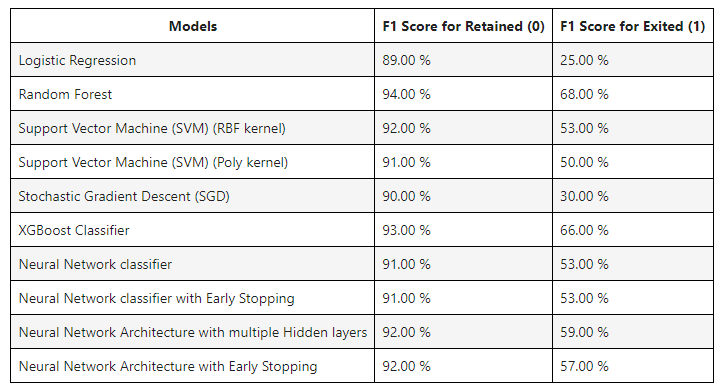 Models F1 Score for Retained (0) F1 Score for Exited (1)
Logistic Regression 89.00 % 25.00 %
Random Forest 94.00 % 68.00 %
Support Vector Machine (SVM) (RBF kernel) 92.00 % 53.00 %
Support Vector Machine (SVM) (Poly kernel) 91.00 % 50.00 %
Stochastic Gradient Descent (SGD) 90.00 % 30.00 %
XGBoost Classifier 93.00 % 66.00 %
Neural Network classifier 91.00 % 53.00 %
Neural Network classifier with Early Stopping 91.00 % 53.00 %
Neural Network Architecture with multiple Hidden layers 92.00 % 59.00 %
Neural Network Architecture with Early Stopping 92.00 % 57.00 %